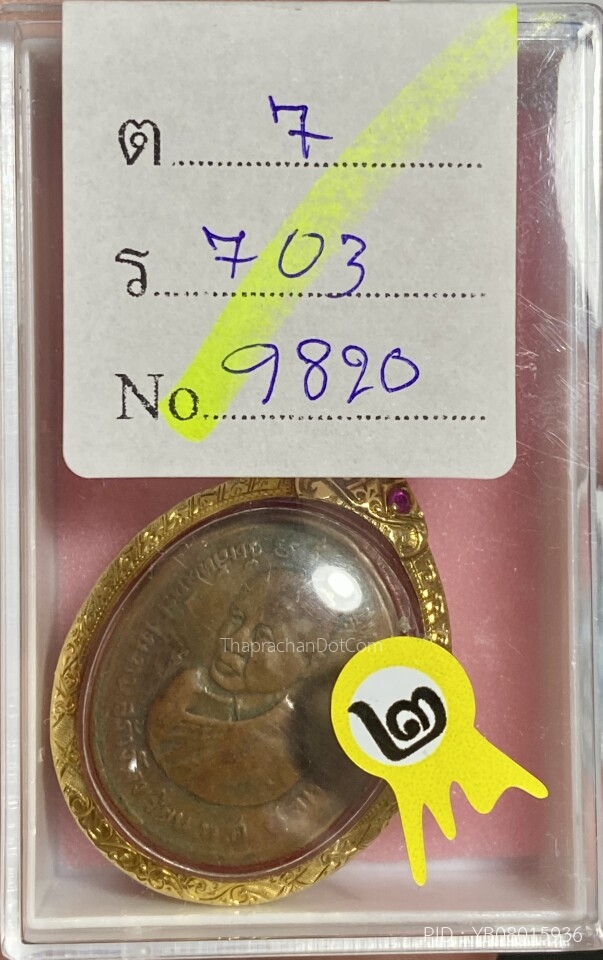 ต 7
ร 703
No. 9820
ThaprachanDotCom
๒
PID : YB08015936